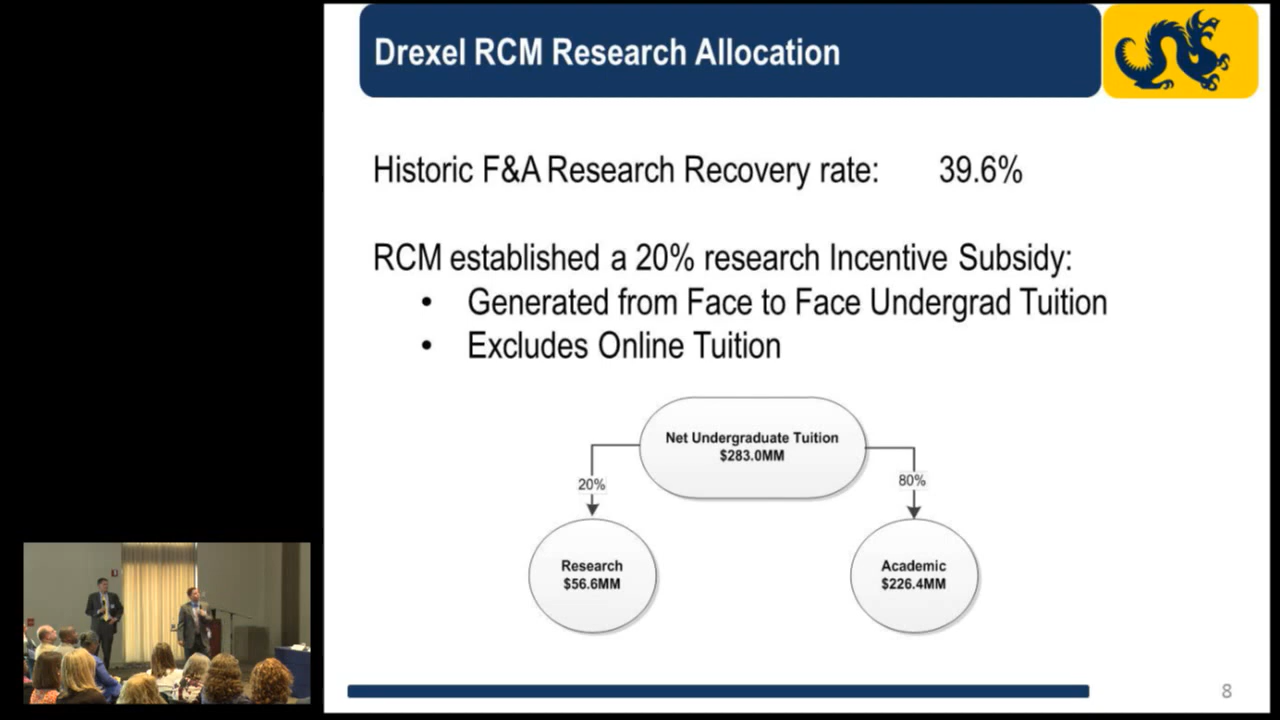 Drexel RCM Research Allocation
Historic F&A Research Recovery rate: 39.6%
RCM established a 20% research Incentive Subsidy:
• Generated from Face to Face Undergrad Tuition
• Excludes Online Tuition
Net Undergraduate Tuition
$283.0MM
20%
80%
Research
$56.6MM
Academic
$226.4MM
8